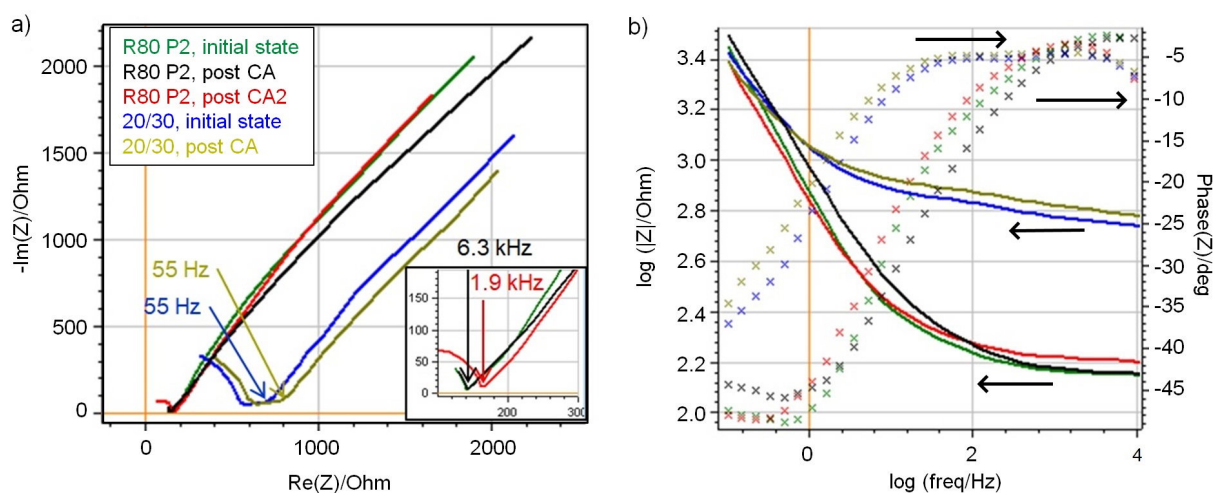 a)
R80 P2, initial state
R80 P2, post CA
R80 P2, post CA2
20/30, initial state
20/30, post CA
2000
1500
1000
500
0
-Im(Z)/Ohm
55 Hz
55 Hz
6.3 kHz
1.9 kHz
150
100
50
0
200
300
0
1000
2000
Re(Z)/Ohm
b)
3.4
3.2
3.0
2.8
2.6
2.4
2.2
2.0
log (|Z|/Ohm)
-5
-10
-15
-20
-25
-30
-35
-40
-45
Phase(Z)/deg
0
2
4
log (freq/Hz)